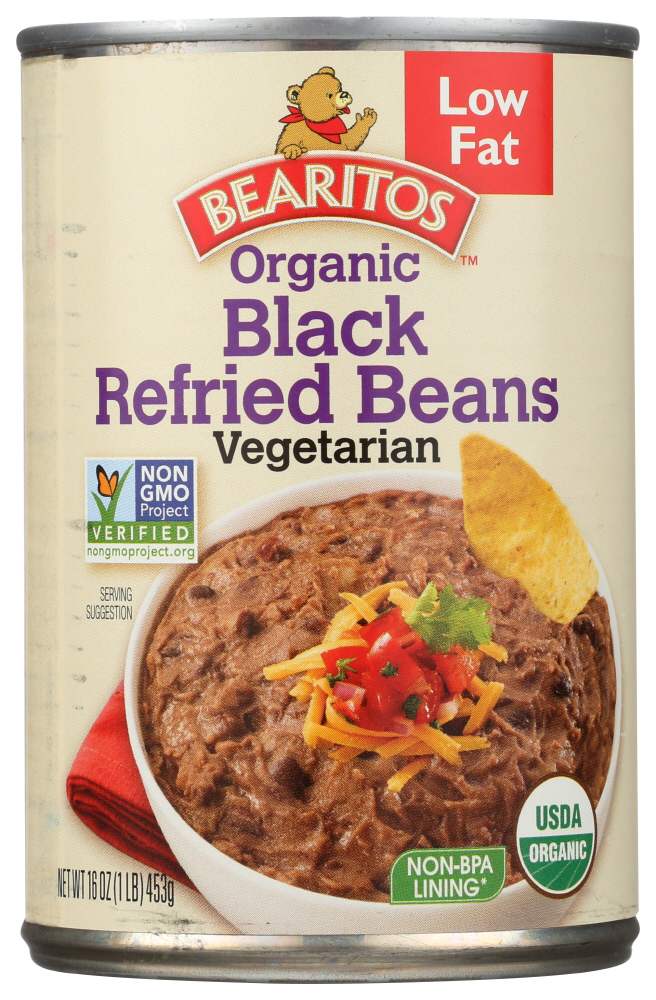 Low
Fat
BEARITOS
™
Organic
Black
Refried Beans
Vegetarian
NON
GMO
Project
VERIFIED
nongmoproject.org
SERVING
SUGGESTION
USDA
ORGANIC
NON-BPA
LINING*
NET WT 16 OZ (1 LB) 453g